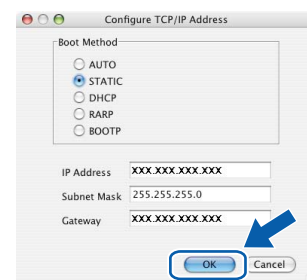 Configure TCP/IP Address
Boot Method
AUTO
STATIC
DHCP
RARP
BOOTP
IP Address XXX.XXX.XXX.XXX
Subnet Mask 255.255.255.0
Gateway XXX.XXX.XXX.XXX
OK Cancel